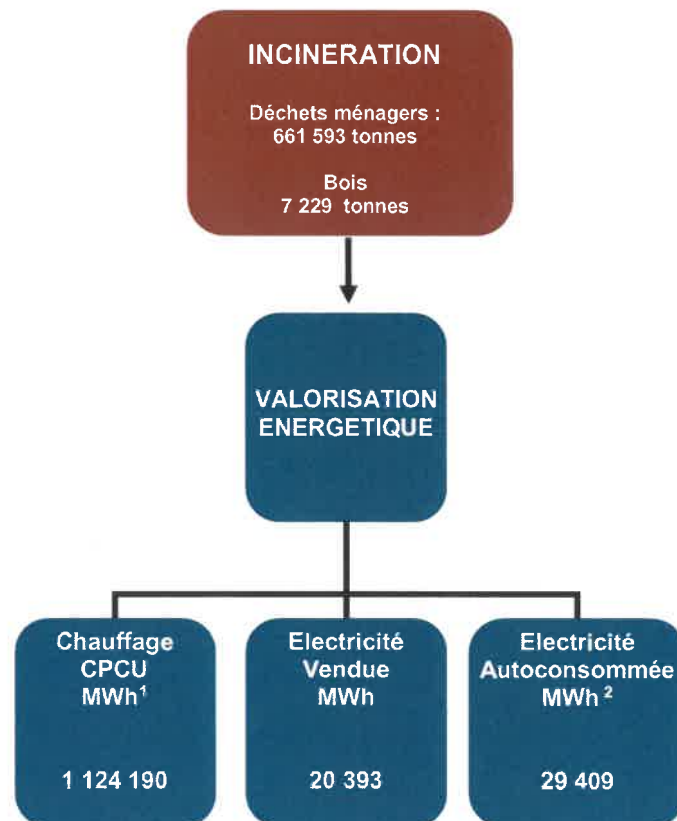 INCINERATION
Déchets ménagers :
661 593 tonnes
Bois
7 229 tonnes
VALORISATION
ENERGETIQUE
Chauffage
CPCU
MWh¹
1 124 190
Electricité
Vendue
MWh
20 393
Electricité
Autoconsommée
MWh ²
29 409